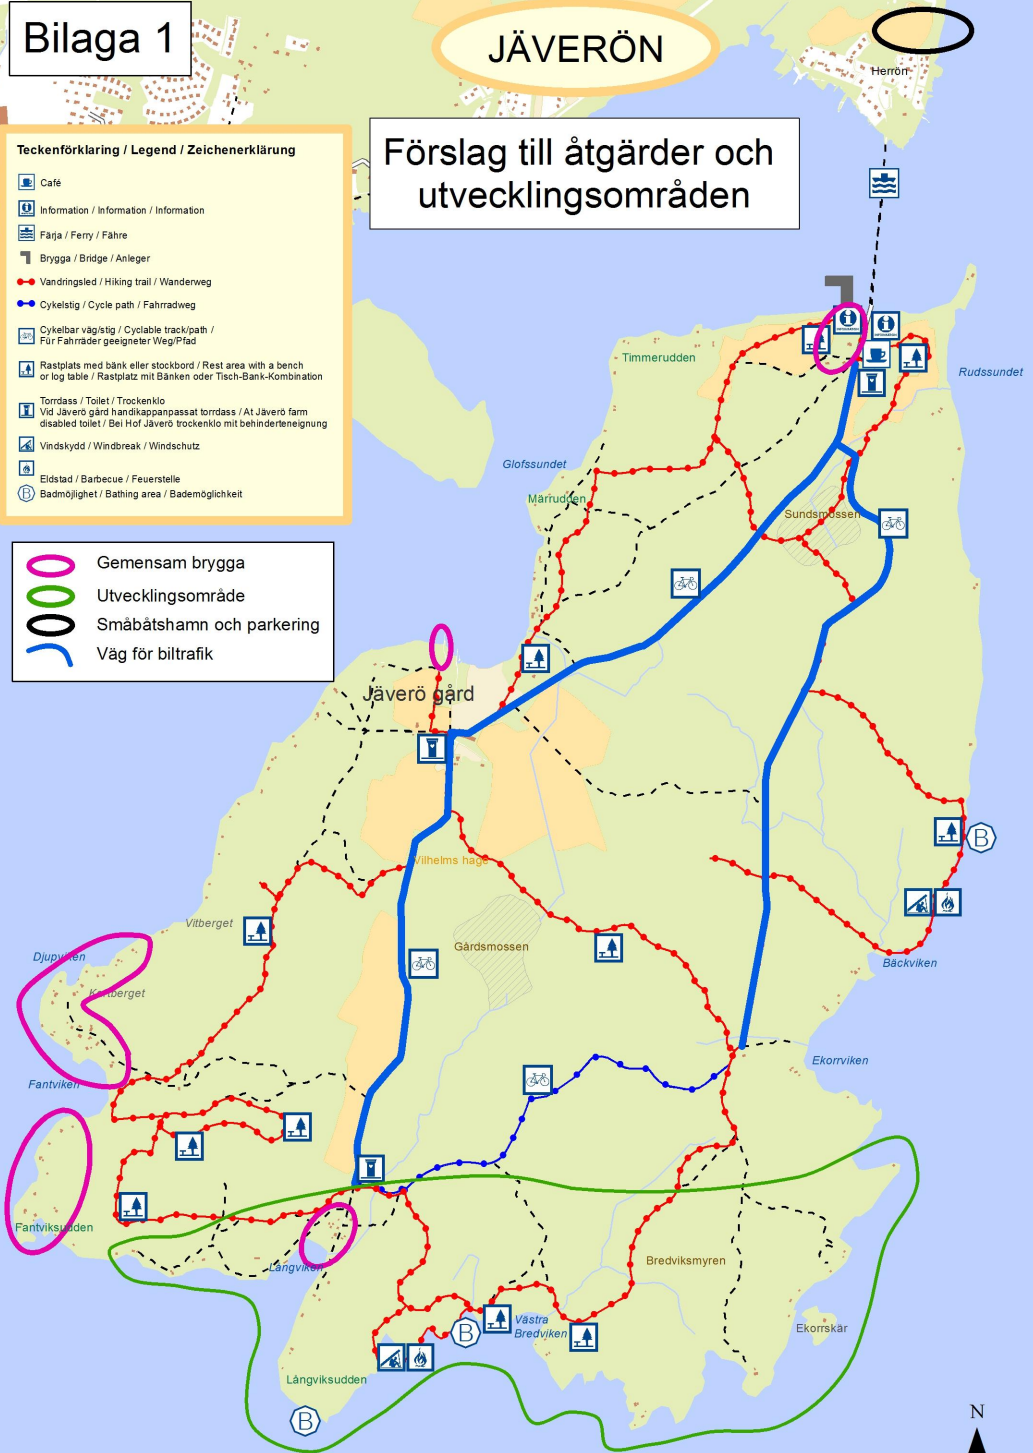 Bilaga 1
JÄVERÖN
Herrön
Förslag till åtgärder och
utvecklingsområden
Teckenförklaring / Legend / Zeichenerklärung
Café
Information / Information / Information
Färja / Ferry / Fähre
Brygga / Bridge / Anleger
Vandringsled / Hiking trail / Wanderweg
Cykelstig / Cycle path / Fahrradweg
Cykelbar väg/stig / Cyclable track/path /
Für Fahrräder geeigneter Weg/Pfad
Rastplats med bänk eller stockbord / Rest area with a bench
or log table / Rastplatz mit Bänken oder Tisch-Bank-Kombination
Torrdass / Toilet / Trockenklo
Vid Jäverö gård handikappanpassat torrdass / At Jäverö farm
disabled toilet / Bei Hof Jäverö trockenklo mit behinderteneignung
Vindskydd / Windbreak / Windschutz
Eldstad / Barbecue / Feuerstelle
B Badmöjlighet / Bathing area / Bademöglichkeit
Gemensam brygga
Utvecklingsområde
Småbåtshamn och parkering
Väg för biltrafik
Timmerudden
Rudssundet
Glofssundet
Märrudden
Sundsmossen
Jäverö gård
B
Vilhelms hage
Vitberget
Gårdsmossen
Djupviken
Bäckviken
Ekorrviken
Fantviken
Fantviksudden
Långviken
Bredviksmyren
Västra
Bredviken
B
Ekorrskär
Långviksudden
B
N